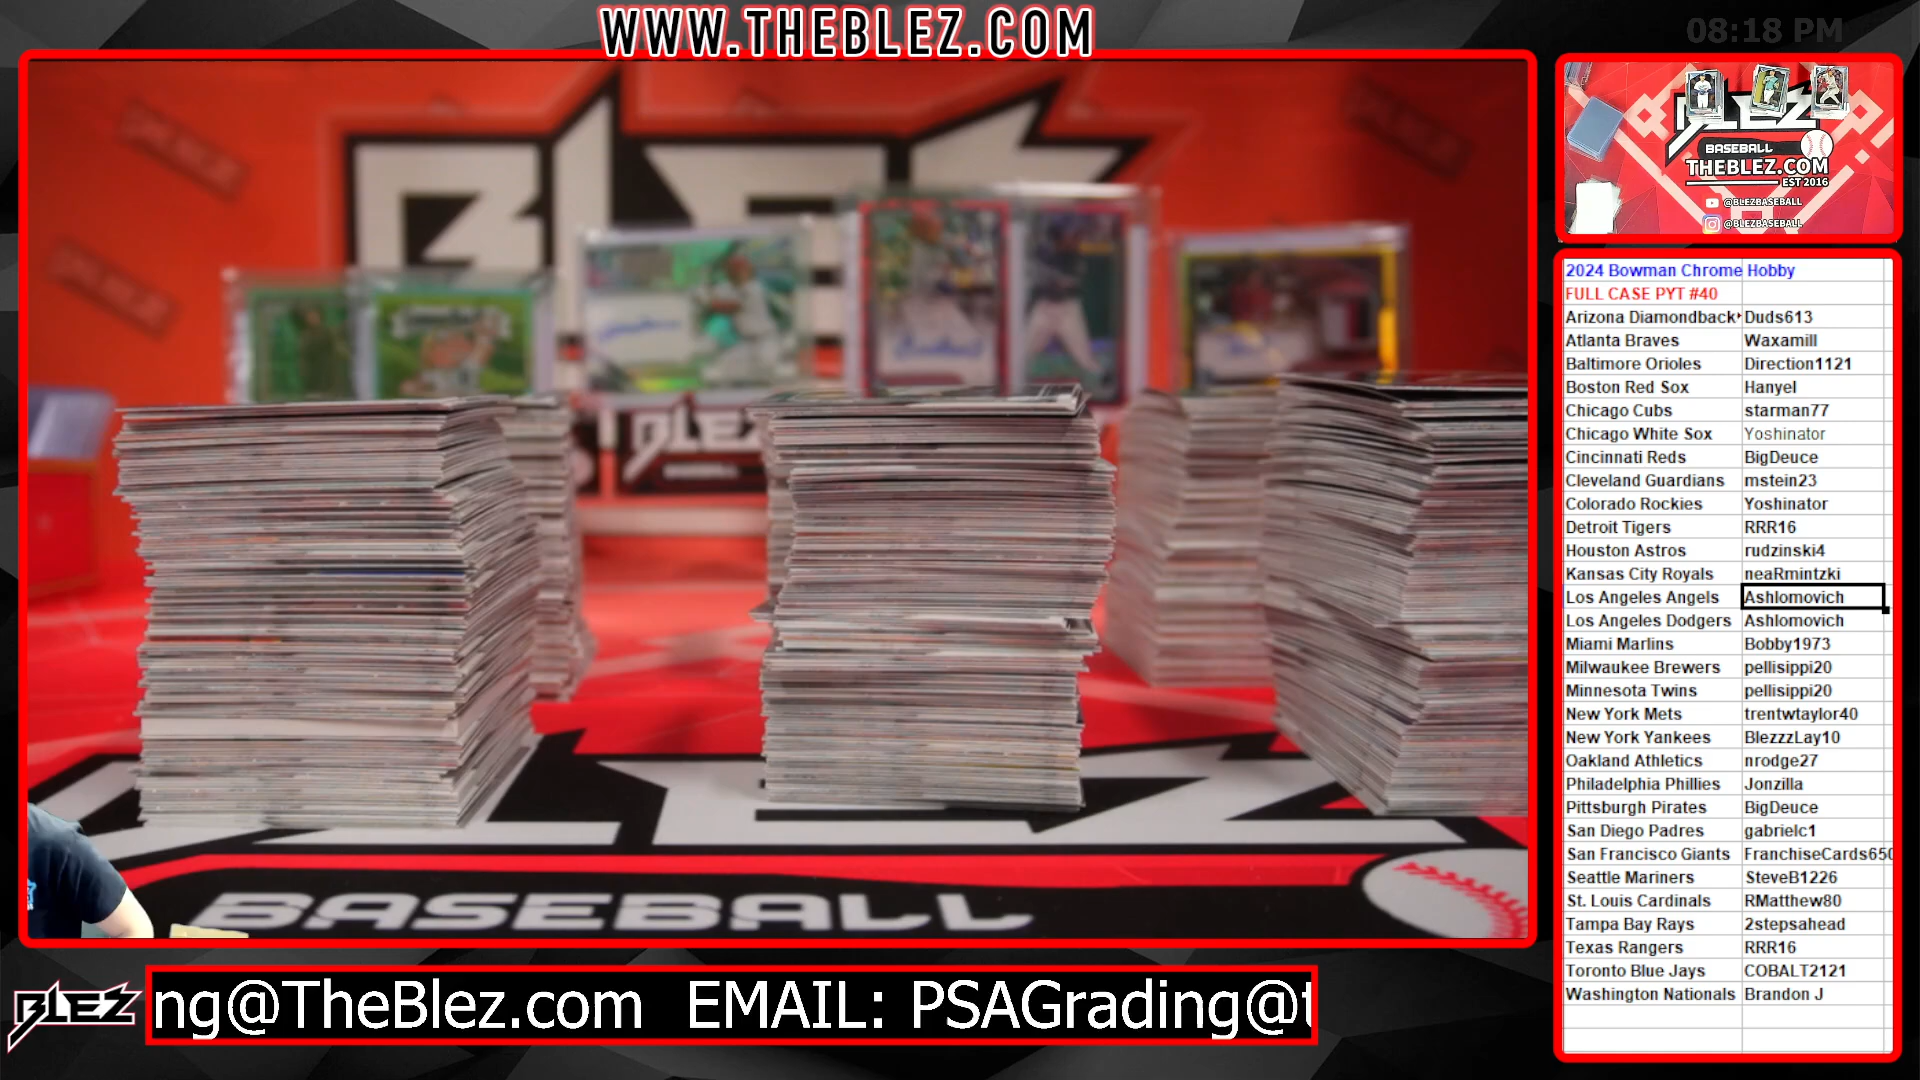 WWW.THEBLEZ.COM
08:18 PM
BLEZ
BASEBALL
THEBLEZ.COM
EST 2016
@BLEZBASEBALL
@BLEZBASEBALL
2024 Bowman Chrome Hobby
FULL CASE PYT #40
Arizona Diamondback Duds613
Atlanta Braves Waxamill
Baltimore Orioles Direction1121
Boston Red Sox Hanyel
Chicago Cubs starman77
Chicago White Sox Yoshinator
Cincinnati Reds BigDeuce
Cleveland Guardians mstein23
Colorado Rockies Yoshinator
Detroit Tigers RRR16
Houston Astros rudzinski4
Kansas City Royals neaRmintzki
Los Angeles Angels Ashlomovich
Los Angeles Dodgers Ashlomovich
Miami Marlins Bobby1973
Milwaukee Brewers pellisippi20
Minnesota Twins pellisippi20
New York Mets trentwtaylor40
New York Yankees BlezzzLay10
Oakland Athletics nrodge27
Philadelphia Phillies Jonzilla
Pittsburgh Pirates BigDeuce
San Diego Padres gabrielc1
San Francisco Giants FranchiseCards650
Seattle Mariners SteveB1226
St. Louis Cardinals RMatthew80
Tampa Bay Rays 2stepsahead
Texas Rangers RRR16
Toronto Blue Jays COBALT2121
Washington Nationals Brandon J
BLEZ
BLEZ
BASEBALL
BLEZ
ng@TheBlez.com EMAIL: PSAGrading@t